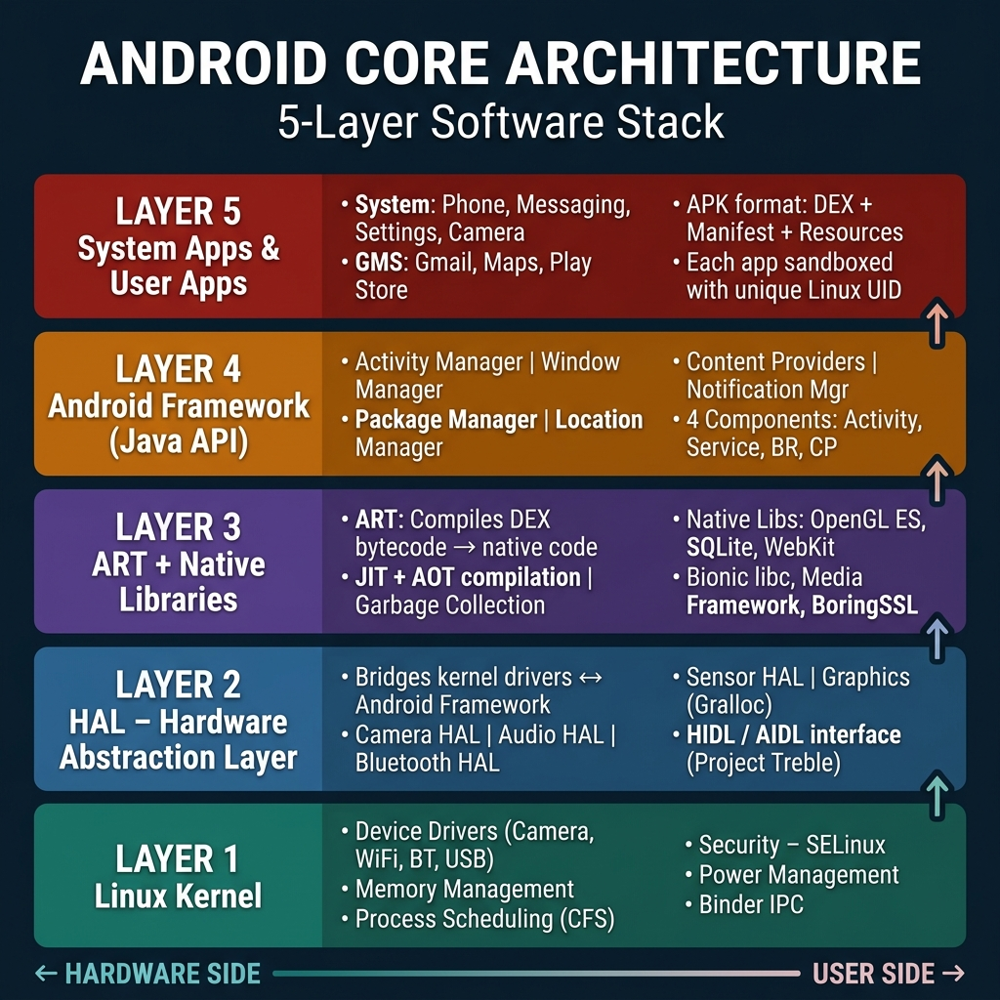 ANDROID CORE ARCHITECTURE
5-Layer Software Stack
LAYER 5
System Apps &
User Apps
• System: Phone, Messaging,
Settings, Camera
• GMS: Gmail, Maps, Play
Store
• APK format: DEX +
Manifest + Resources
• Each app sandboxed
with unique Linux UID
LAYER 4
Android Framework
(Java API)
• Activity Manager | Window
Manager
• Package Manager | Location
Manager
• Content Providers |
Notification Mgr
• 4 Components: Activity,
Service, BR, CP
LAYER 3
ART + Native
Libraries
• ART: Compiles DEX
bytecode → native code
• JIT + AOT compilation |
Garbage Collection
• Native Libs: OpenGL ES,
SQLite, WebKit
• Bionic libc, Media
Framework, BoringSSL
LAYER 2
HAL – Hardware
Abstraction Layer
• Bridges kernel drivers ↔
Android Framework
• Camera HAL | Audio HAL |
Bluetooth HAL
• Sensor HAL | Graphics
(Gralloc)
• HIDL / AIDL interface
(Project Treble)
LAYER 1
Linux Kernel
• Device Drivers (Camera,
WiFi, BT, USB)
• Memory Management
• Process Scheduling (CFS)
• Security – SELinux
• Power Management
• Binder IPC
← HARDWARE SIDE
USER SIDE →